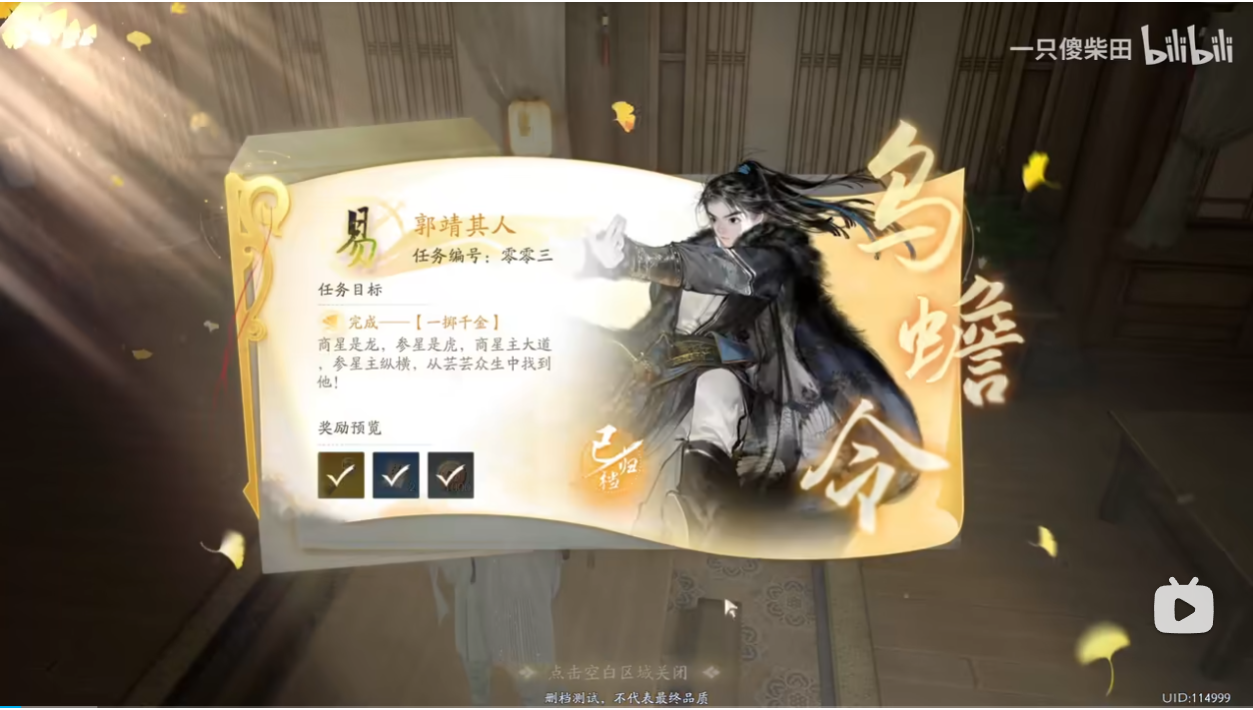 一只傻柴田 bilibili
乌蟾令
易
郭靖其人
任务编号：零零三
任务目标
完成——【一掷千金】
商星是龙，参星是虎，商星主大道
，参星主纵横，从芸芸众生中找到
他！
奖励预览
已归档
点击空白区域关闭
删档测试，不代表最终品质
UID:114999